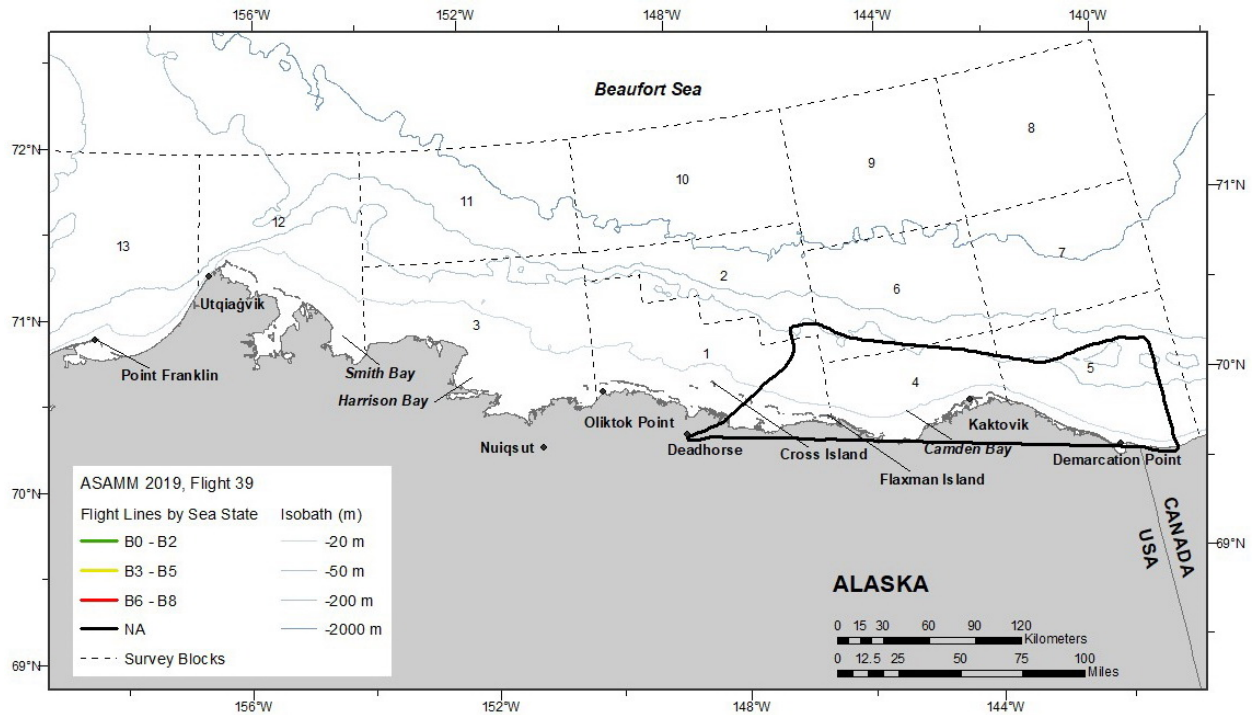 156°W
152°W
148°W
144°W
140°W
Beaufort Sea
8
72°N
9
10
71°N
11
12
13
7
2
6
Utqiaġvik
71°N
3
1
70°N
Point Franklin
Smith Bay
4
5
Harrison Bay
Oliktok Point
Kaktovik
Nuiqsut
Deadhorse
Cross Island
Camden Bay
Demarcation Point
Flaxman Island
70°N
ASAMM 2019, Flight 39
Flight Lines by Sea State
Isobath (m)
B0 - B2
-20 m
B3 - B5
-50 m
B6 - B8
-200 m
NA
-2000 m
Survey Blocks
CANADA
USA
69°N
ALASKA
0 15 30 60 90 120
Kilometers
0 12.5 25 50 75 100
Miles
69°N
156°W
152°W
148°W
144°W